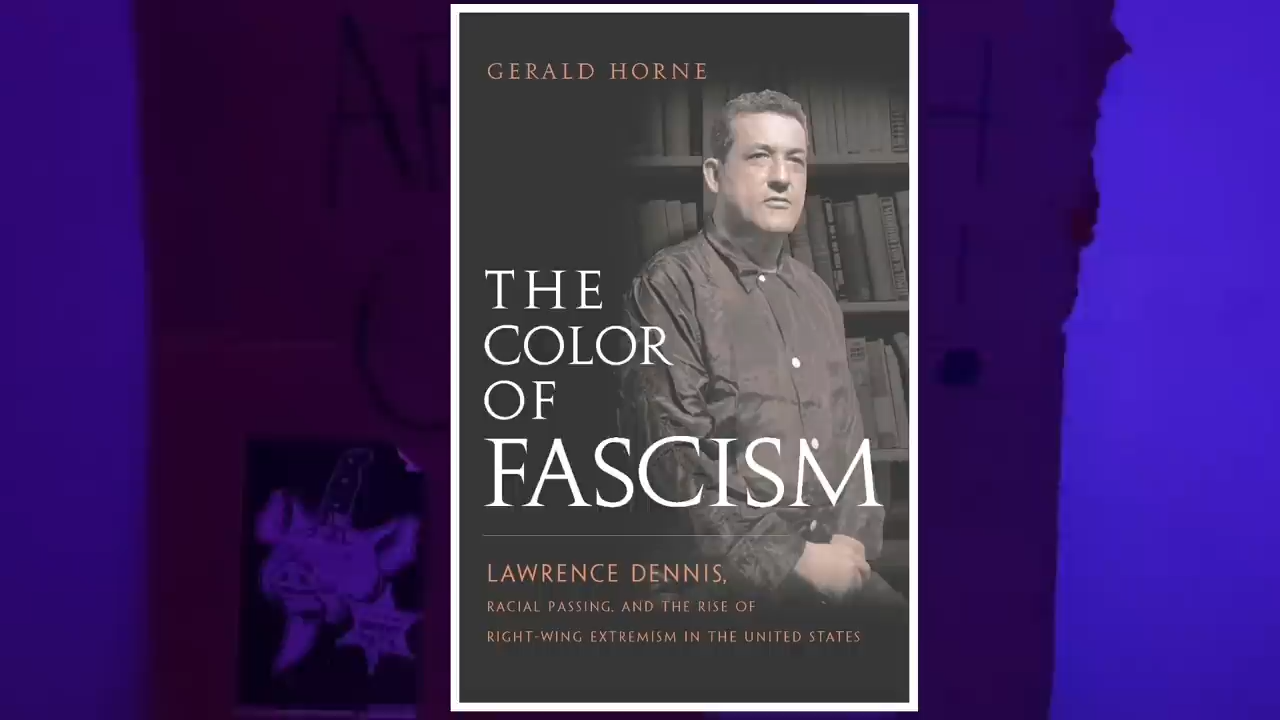 GERALD HORNE
THE
COLOR
OF
FASCISM
LAWRENCE DENNIS,
RACIAL PASSING, AND THE RISE OF
RIGHT-WING EXTREMISM IN THE UNITED STATES